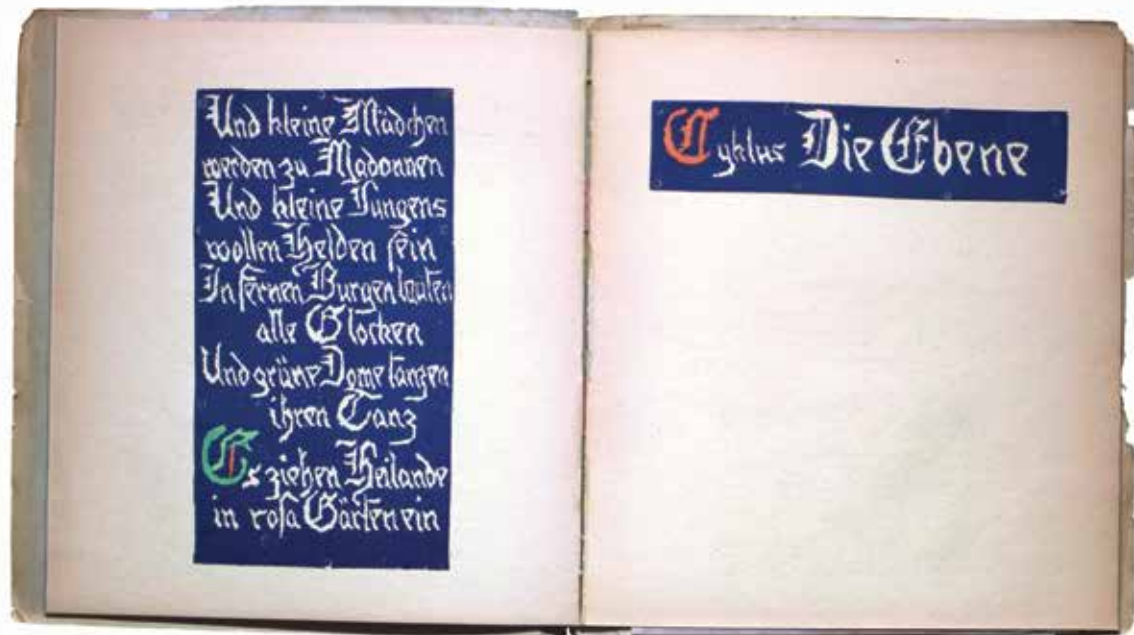 Und kleine Mädchen
werden zu Madonnen
Und kleine Jungens
wollen Helden sein
In fernen Burgen läuten
alle Glocken
Und grüne Dome tanzen
ihren Tanz
Es ziehen Heilande
in rosa Gärten ein
Cyklus Die Ebene